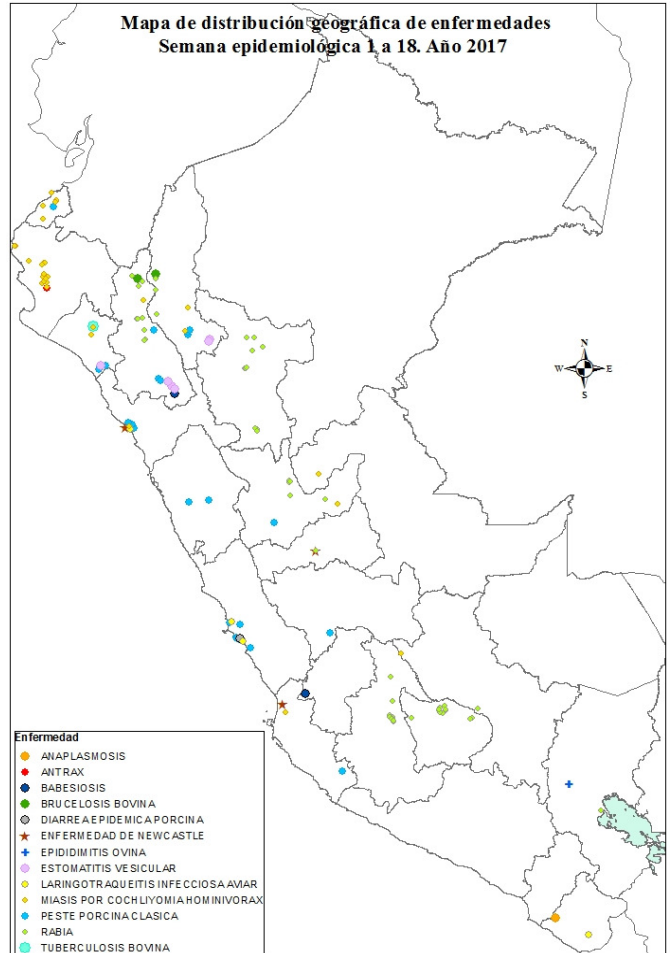 Mapa de distribución geográfica de enfermedades
Semana epidemiológica 1 a 18. Año 2017
N
W E
S
Enfermedad
ANAPLASMOSIS
ANTRAX
BABESIOSIS
BRUCELOSIS BOVINA
DIARREA EPIDEMICA PORCINA
ENFERMEDAD DE NEWCASTLE
EPIDIDIMITIS OVINA
ESTOMATITIS VESICULAR
LARINGOTRAQUEITIS INFECCIOSA AVIAR
MIASIS POR COCHLIYOMIA HOMINIVORAX
PESTE PORCINA CLASICA
RABIA
TUBERCULOSIS BOVINA